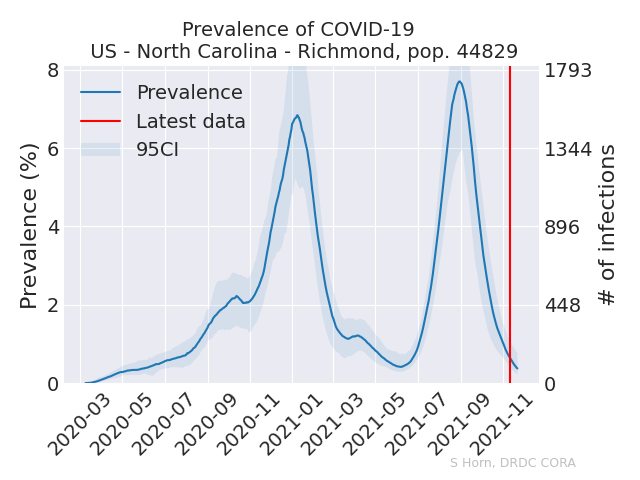 Prevalence of COVID-19
US - North Carolina - Richmond, pop. 44829
Prevalence
Latest data
95CI
Prevalence (%)
8
6
4
2
0
1793
1344
896
448
0
# of infections
2020-03
2020-05
2020-07
2020-09
2020-11
2021-01
2021-03
2021-05
2021-07
2021-09
2021-11
S Horn, DRDC CORA